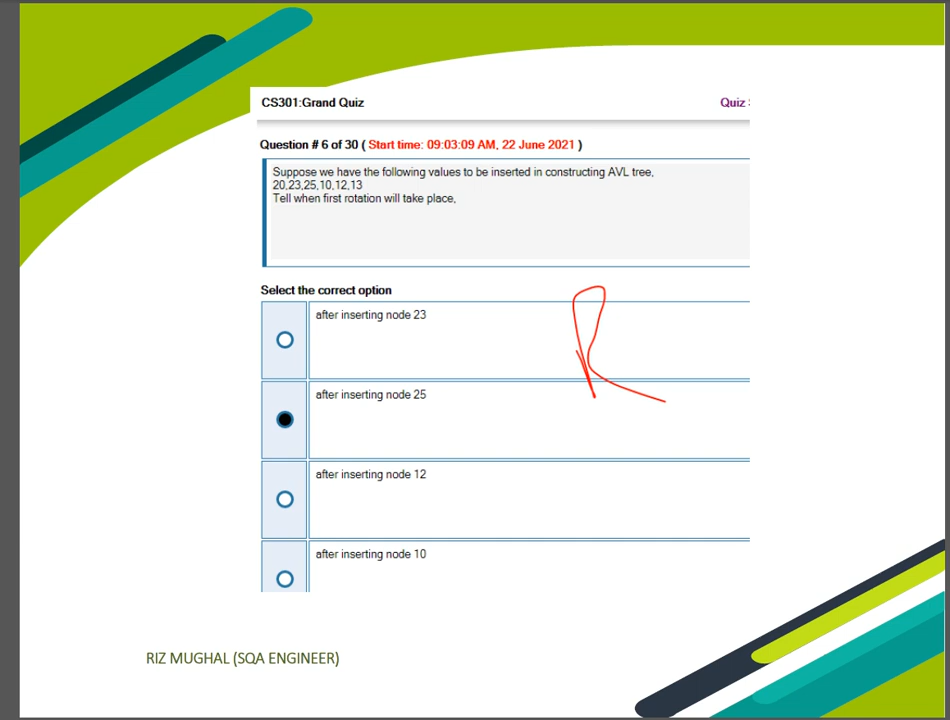 CS301:Grand Quiz
Quiz
Question # 6 of 30 ( Start time: 09:03:09 AM, 22 June 2021 )
Suppose we have the following values to be inserted in constructing AVL tree,
20,23,25,10,12,13
Tell when first rotation will take place,
Select the correct option
after inserting node 23
after inserting node 25
after inserting node 12
after inserting node 10
RIZ MUGHAL (SQA ENGINEER)